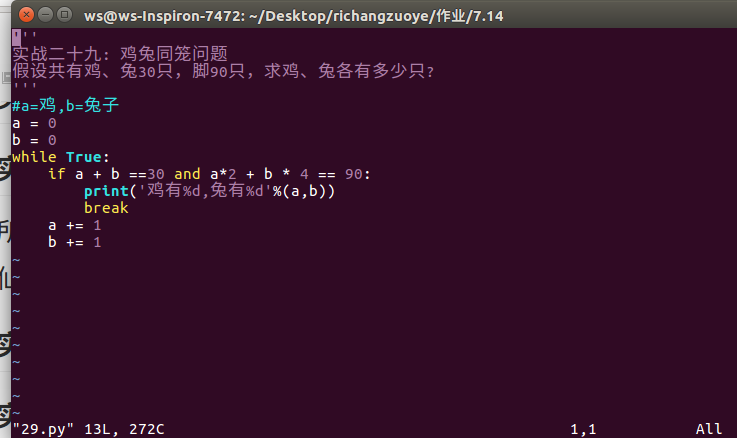 ws@ws-Inspiron-7472: ~/Desktop/richangzuoye/作业/7.14
'''
实战二十九: 鸡兔同笼问题
假设共有鸡、兔30只，脚90只，求鸡、兔各有多少只?
'''
#a=鸡,b=兔子
a = 0
b = 0
while True:
    if a + b ==30 and a*2 + b * 4 == 90:
        print('鸡有%d,兔有%d'%(a,b))
        break
    a += 1
    b += 1
~
~
~
~
~
~
~
~
~
~
"29.py" 13L, 272C 1,1 All